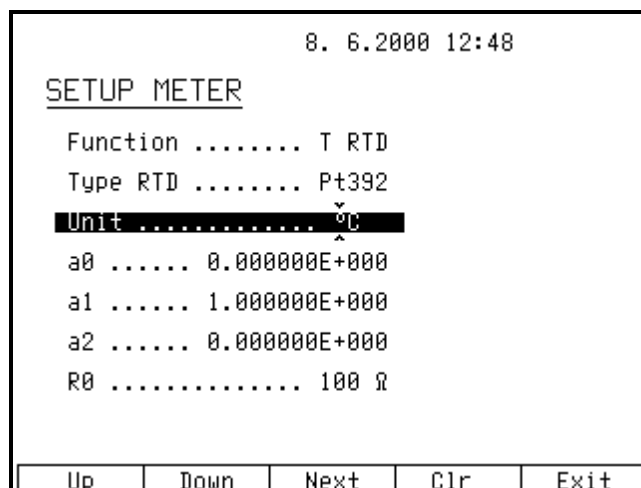 8. 6.2000 12:48
SETUP METER
Function ........ T RTD
Type RTD ........ Pt392
Unit ............. ºC
a0 ...... 0.000000E+000
a1 ...... 1.000000E+000
a2 ...... 0.000000E+000
R0 .............. 100 Ω
Up Down Next Clr Exit